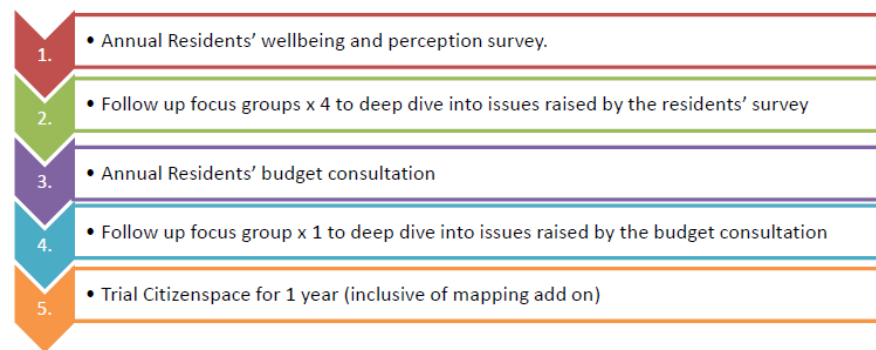 1. • Annual Residents' wellbeing and perception survey.
2. • Follow up focus groups x 4 to deep dive into issues raised by the residents' survey
3. • Annual Residents' budget consultation
4. • Follow up focus group x 1 to deep dive into issues raised by the budget consultation
5. • Trial Citizenspace for 1 year (inclusive of mapping add on)